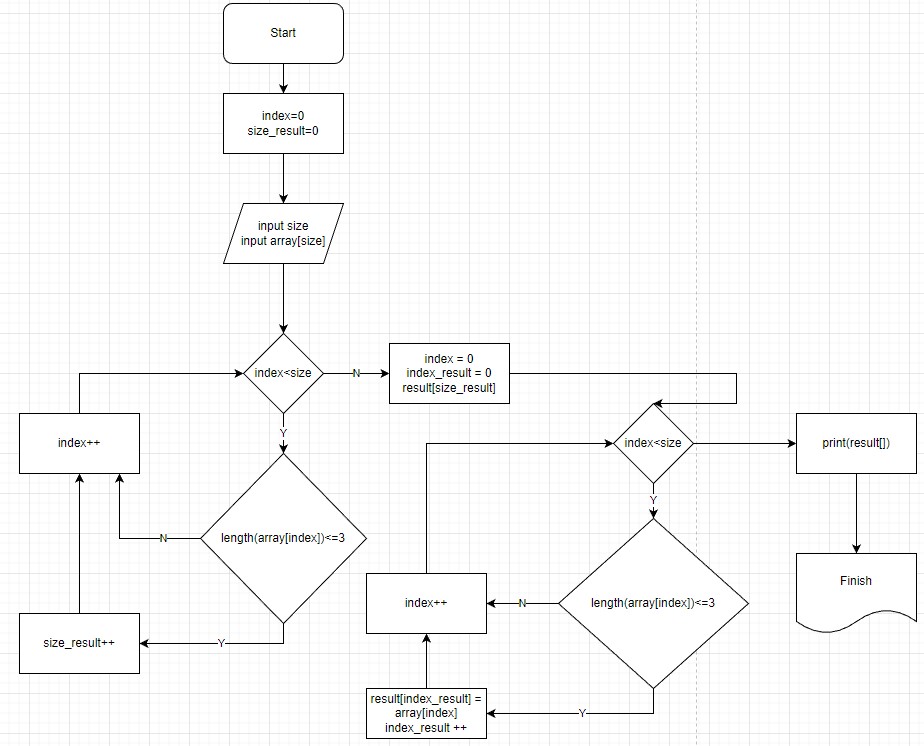 Start
index=0
size_result=0
input size
input array[size]
index<size
N
index = 0
index_result = 0
result[size_result]
index++
Y
index<size
print(result[])
Y
length(array[index])<=3
N
Finish
index++
N
length(array[index])<=3
size_result++
Y
result[index_result] =
array[index]
index_result ++
Y